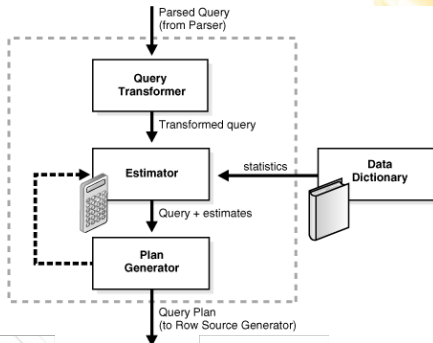 Parsed Query
(from Parser)
Query
Transformer
Transformed query
Estimator
statistics
Data
Dictionary
Query + estimates
Plan
Generator
Query Plan
(to Row Source Generator)